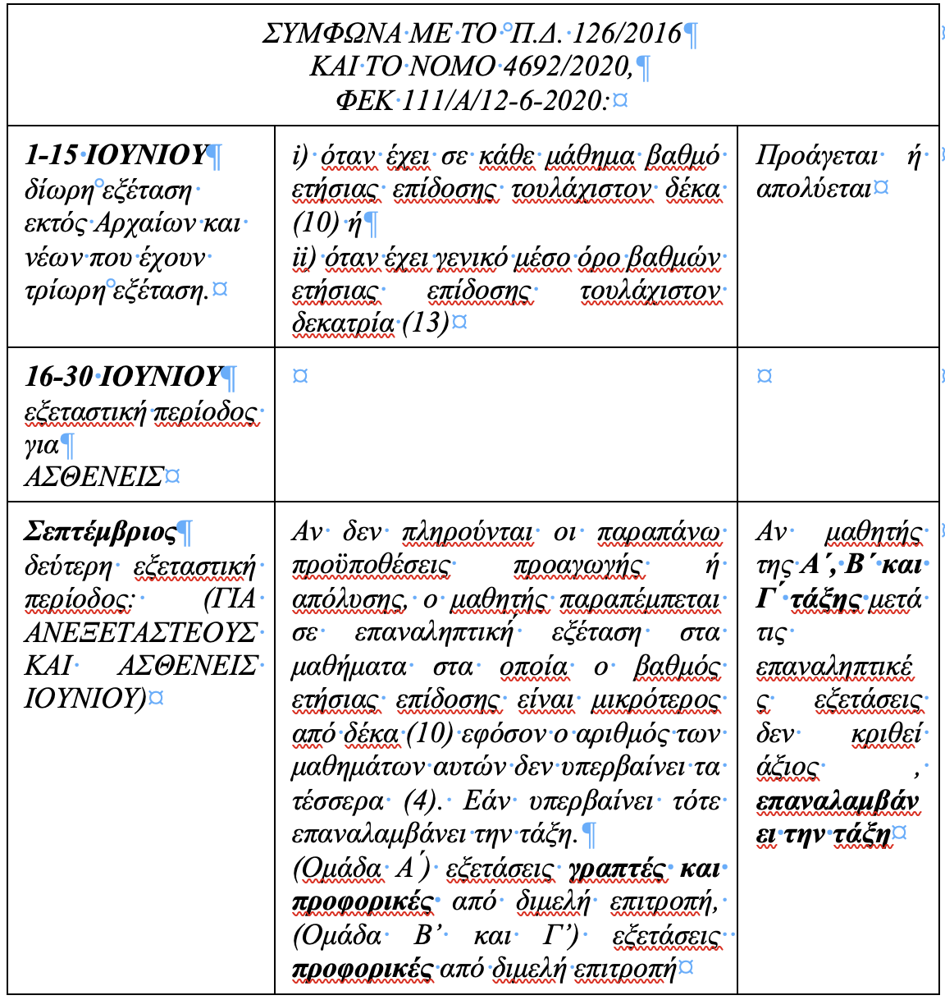 ΣΥΜΦΩΝΑ ΜΕ ΤΟ Π.Δ. 126/2016
ΚΑΙ ΤΟ ΝΟΜΟ 4692/2020,
ΦΕΚ 111/Α/12-6-2020:
1-15 ΙΟΥΝΙΟΥ
δίωρη εξέταση
εκτός Αρχαίων και
νέων που έχουν
τρίωρη εξέταση.
i) όταν έχει σε κάθε μάθημα βαθμό
ετήσιας επίδοσης τουλάχιστον δέκα
(10) ή
ii) όταν έχει γενικό μέσο όρο βαθμών
ετήσιας επίδοσης τουλάχιστον
δεκατρία (13)
Προάγεται ή
απολύεται
16-30 ΙΟΥΝΙΟΥ
εξεταστική περίοδος
για
ΑΣΘΕΝΕΙΣ
Σεπτέμβριος
δεύτερη εξεταστική
περίοδος: (ΓΙΑ
ΑΝΕΞΕΤΑΣΤΕΟΥΣ
ΚΑΙ ΑΣΘΕΝΕΙΣ
ΙΟΥΝΙΟΥ)
Αν δεν πληρούνται οι παραπάνω
προϋποθέσεις προαγωγής ή
απόλυσης, ο μαθητής παραπέμπεται
σε επαναληπτική εξέταση στα
μαθήματα στα οποία ο βαθμός
ετήσιας επίδοσης είναι μικρότερος
από δέκα (10) εφόσον ο αριθμός των
μαθημάτων αυτών δεν υπερβαίνει τα
τέσσερα (4). Εάν υπερβαίνει τότε
επαναλαμβάνει την τάξη.
(Ομάδα Α΄) εξετάσεις γραπτές και
προφορικές από διμελή επιτροπή,
(Ομάδα Β’ και Γ’) εξετάσεις
προφορικές από διμελή επιτροπή
Αν μαθητής
της Α΄, Β΄ και
Γ΄ τάξης μετά
τις
επαναληπτικέ
ς εξετάσεις
δεν κριθεί
άξιος ,
επαναλαμβάν
ει την τάξη